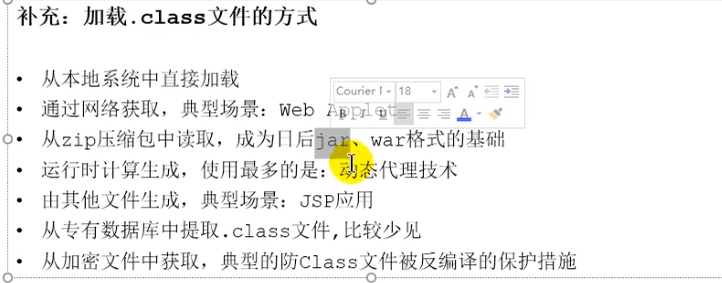 补充：加载.class文件的方式
• 从本地系统中直接加载
• 通过网络获取，典型场景：Web Applet
Courier 18 A A
B I U A
• 从zip压缩包中读取，成为日后jar、war格式的基础
• 运行时计算生成，使用最多的是：动态代理技术
• 由其他文件生成，典型场景：JSP应用
• 从专有数据库中提取.class文件,比较少见
• 从加密文件中获取，典型的防Class文件被反编译的保护措施